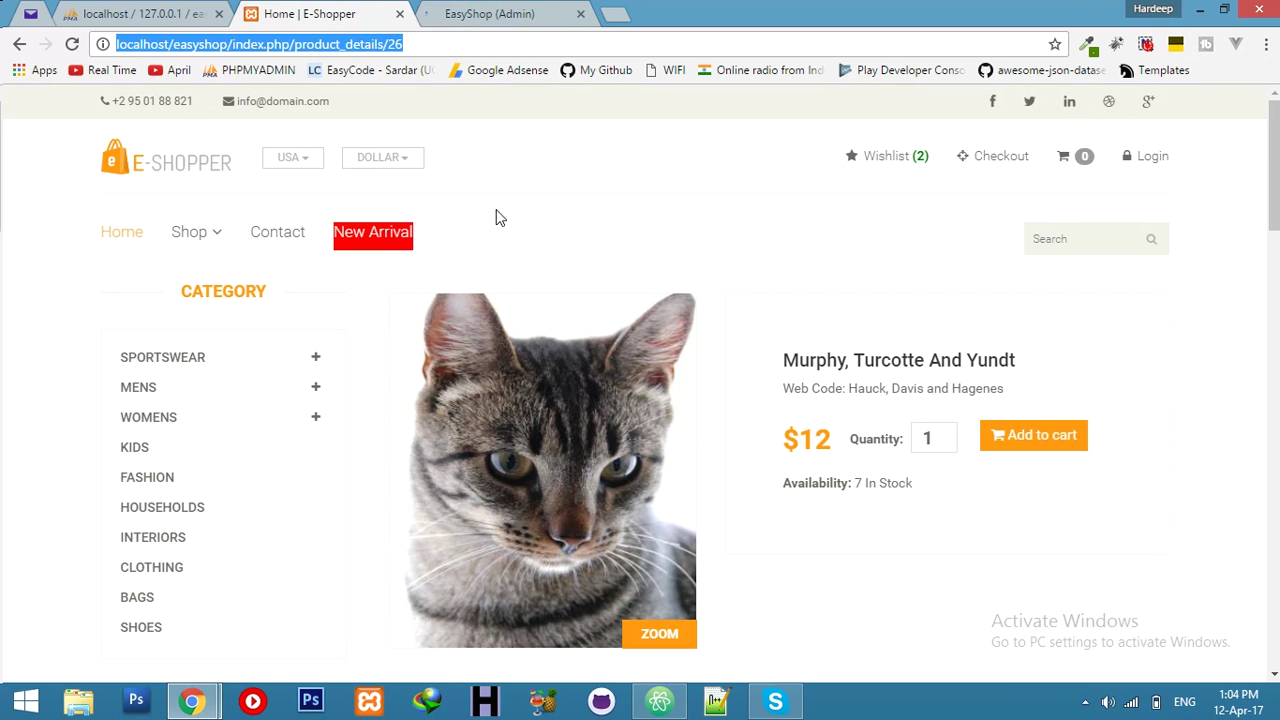 localhost / 127.0.0.1 / ea
Home | E-Shopper
EasyShop (Admin)
Hardeep
localhost/easyshop/index.php/product_details/26
Apps
Real Time
April
PHPMYADMIN
EasyCode - Sardar (UC
Google Adsense
My Github
WIFI
Online radio from Ind
Play Developer Conso
awesome-json-datase
Templates
+2 95 01 88 821
info@domain.com
E-SHOPPER
USA
DOLLAR
Wishlist (2)
Checkout
0
Login
Home
Shop
Contact
New Arrival
Search
CATEGORY
SPORTSWEAR
MENS
WOMENS
KIDS
FASHION
HOUSEHOLDS
INTERIORS
CLOTHING
BAGS
SHOES
ZOOM
Murphy, Turcotte And Yundt
Web Code: Hauck, Davis and Hagenes
$12
Quantity:
1
Add to cart
Availability: 7 In Stock
Activate Windows
Go to PC settings to activate Windows.
ENG
1:04 PM
12-Apr-17